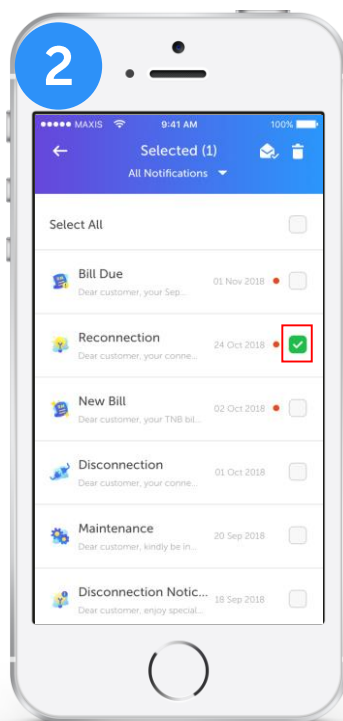 2
MAXIS 9:41 AM 100%
Selected (1)
All Notifications
Select All
Bill Due
Dear customer, your Sep...
01 Nov 2018
Reconnection
Dear customer, your conne...
24 Oct 2018
New Bill
Dear customer, your TNB bil...
02 Oct 2018
Disconnection
Dear customer, your conne...
01 Oct 2018
Maintenance
Dear customer, kindly be in...
20 Sep 2018
Disconnection Notic...
Dear customer, enjoy special...
18 Sep 2018